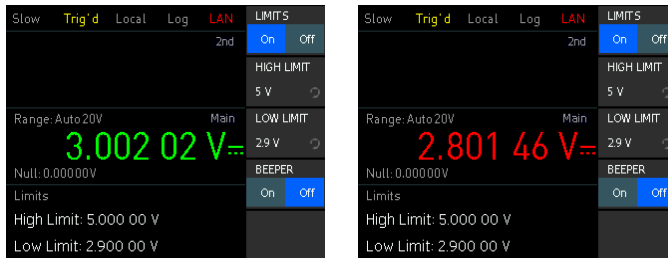 Slow Trig'd Local Log LAN
2nd
Range: Auto 20V Main
3.002 02 V
Null: 0.00000V
Limits
High Limit: 5.000 00 V
Low Limit: 2.900 00 V
LIMITS
On Off
HIGH LIMIT
5 V
LOW LIMIT
2.9 V
BEEPER
On Off
Slow Trig'd Local Log LAN
2nd
Range: Auto 20V Main
2.801 46 V
Null: 0.00000V
Limits
High Limit: 5.000 00 V
Low Limit: 2.900 00 V
LIMITS
On Off
HIGH LIMIT
5 V
LOW LIMIT
2.9 V
BEEPER
On Off